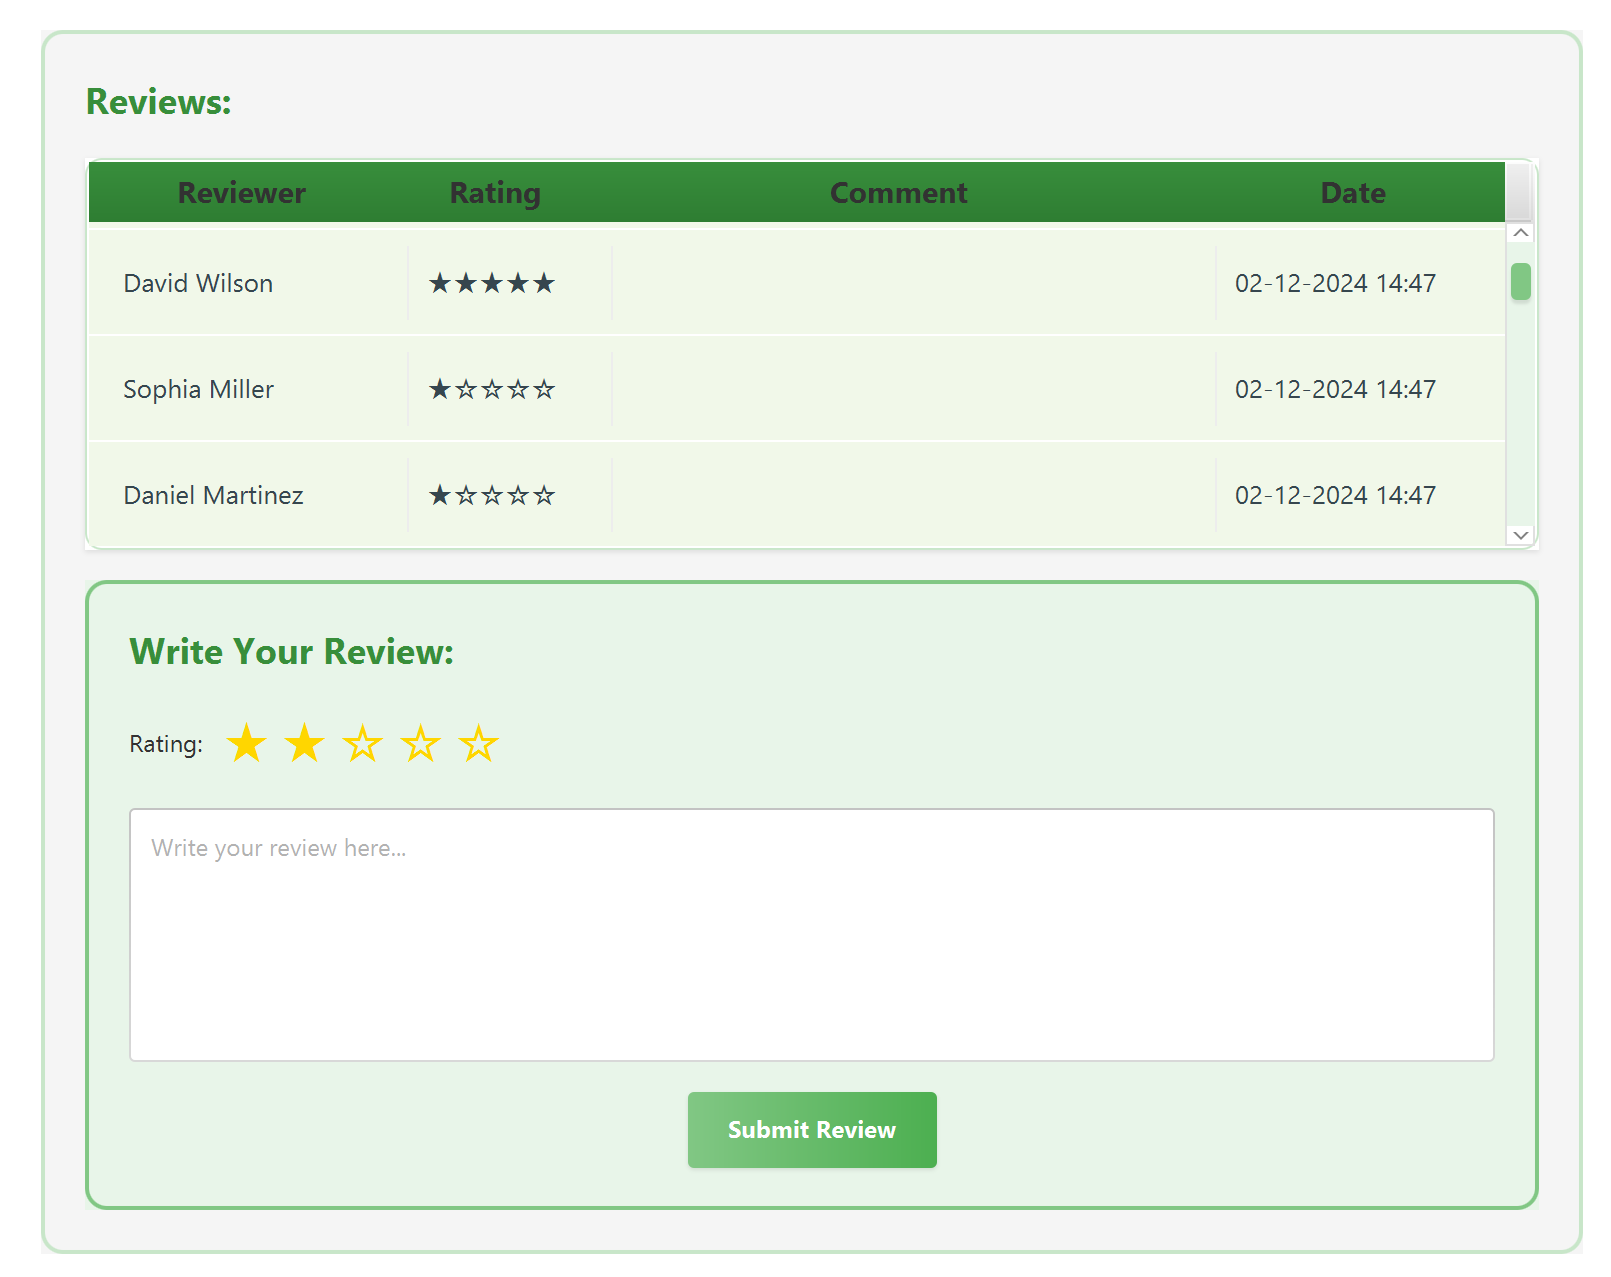 Reviews:
Reviewer Rating Comment Date
David Wilson ★★★★★ 02-12-2024 14:47
Sophia Miller ★☆☆☆☆ 02-12-2024 14:47
Daniel Martinez ★☆☆☆☆ 02-12-2024 14:47
Write Your Review:
Rating: ★ ★ ☆ ☆ ☆
Write your review here...
Submit Review